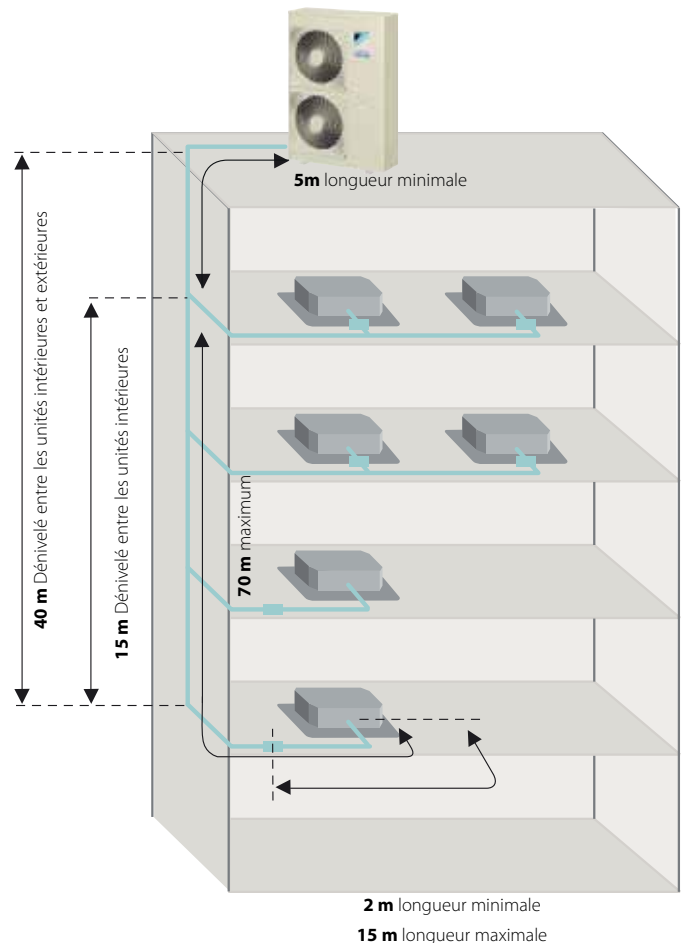 5m longueur minimale
40 m Dénivelé entre les unités intérieures et extérieures
15 m Dénivelé entre les unités intérieures
70 m maximum
2 m longueur minimale
15 m longueur maximale